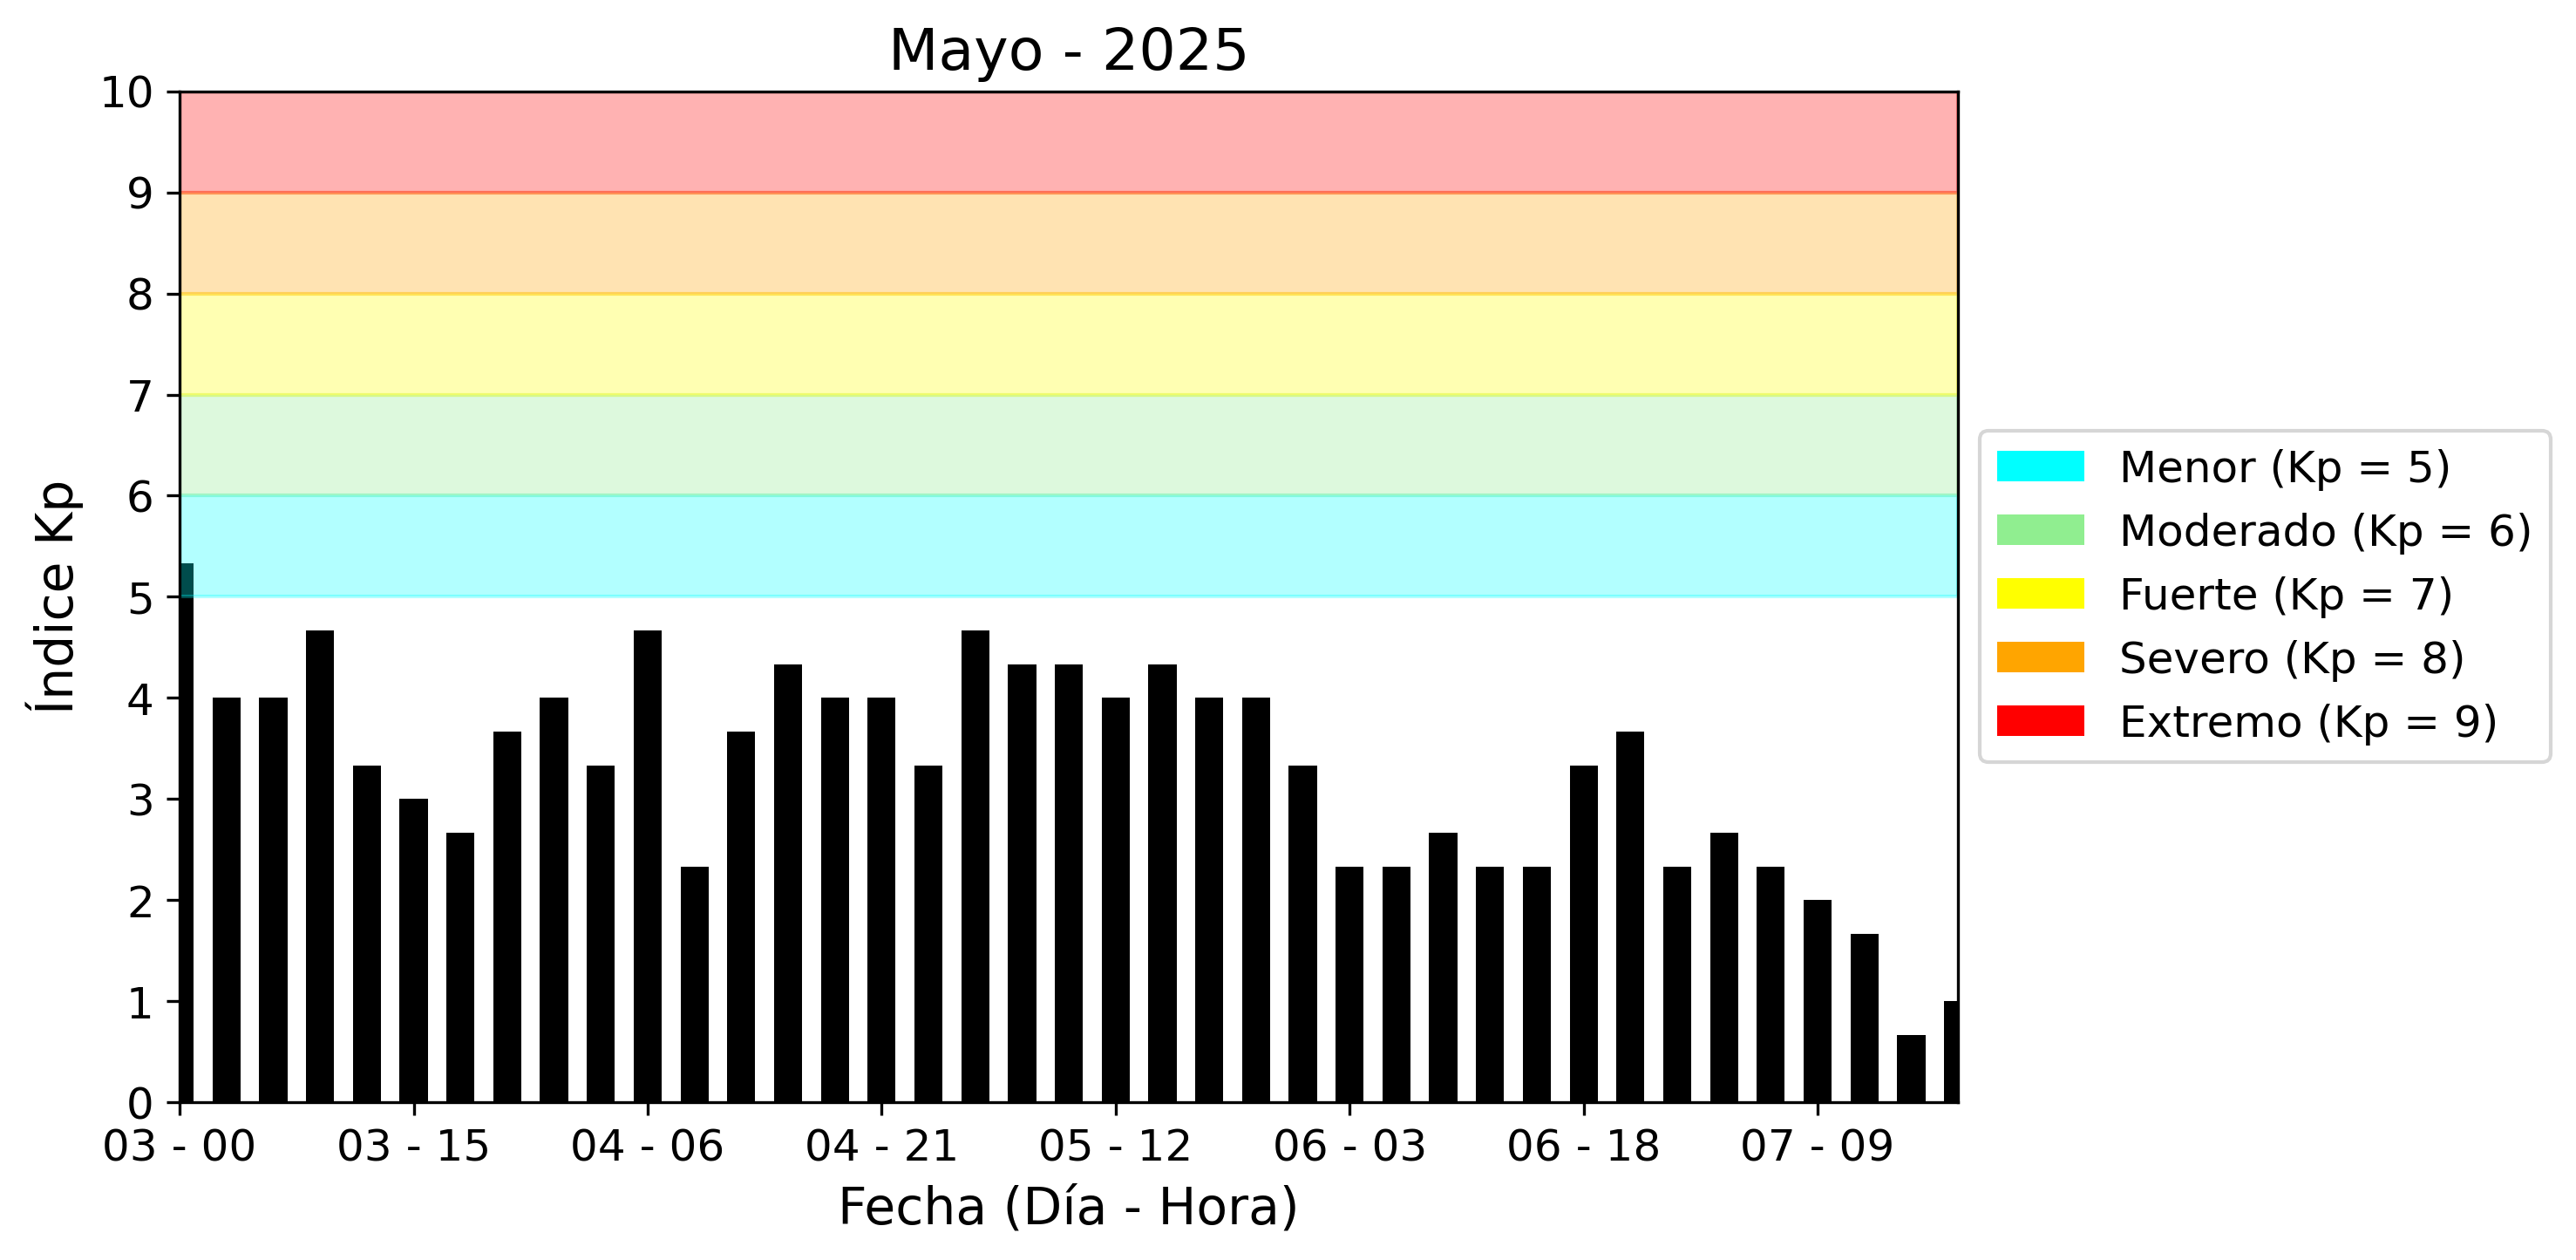 Mayo - 2025
10
9
8
7
6
5
4
3
2
1
0
Índice Kp
03 - 00
03 - 15
04 - 06
04 - 21
05 - 12
06 - 03
06 - 18
07 - 09
Fecha (Día - Hora)
Menor (Kp = 5)
Moderado (Kp = 6)
Fuerte (Kp = 7)
Severo (Kp = 8)
Extremo (Kp = 9)